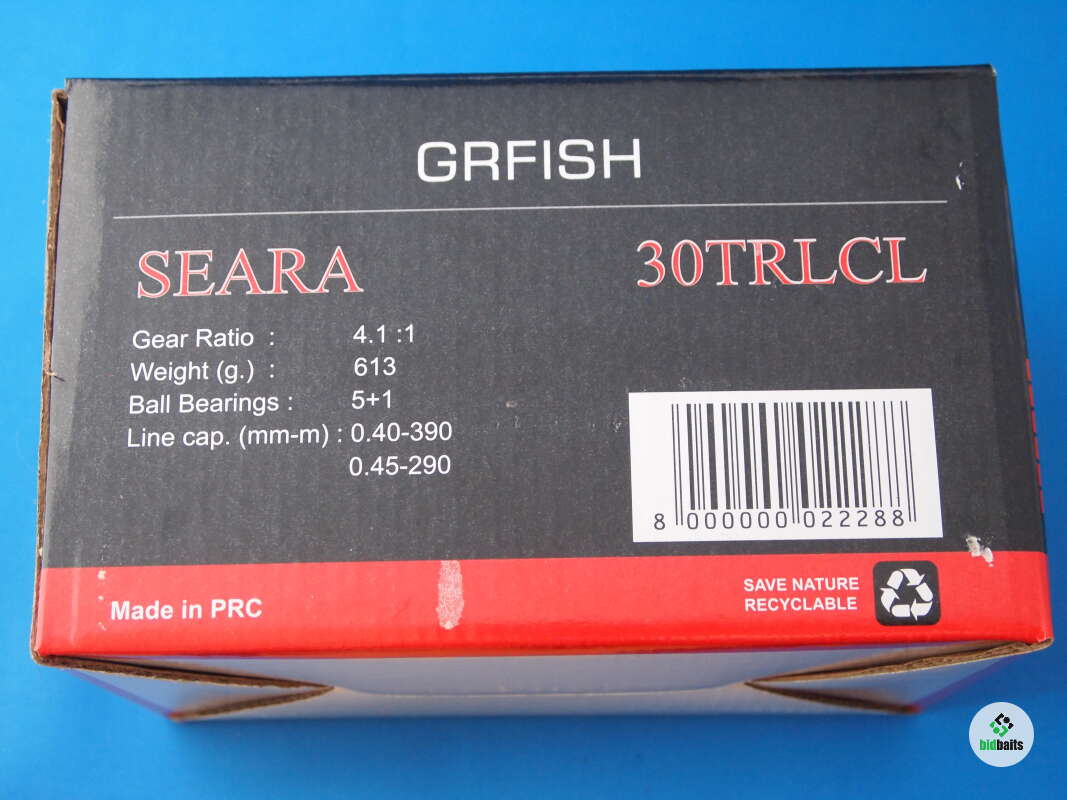 GRFISH
SEARA 30TRLCL
Gear Ratio : 4.1 :1
Weight (g.) : 613
Ball Bearings : 5+1
Line cap. (mm-m) : 0.40-390
0.45-290
8 000000 022288
Made in PRC
SAVE NATURE
RECYCLABLE
bidbaits